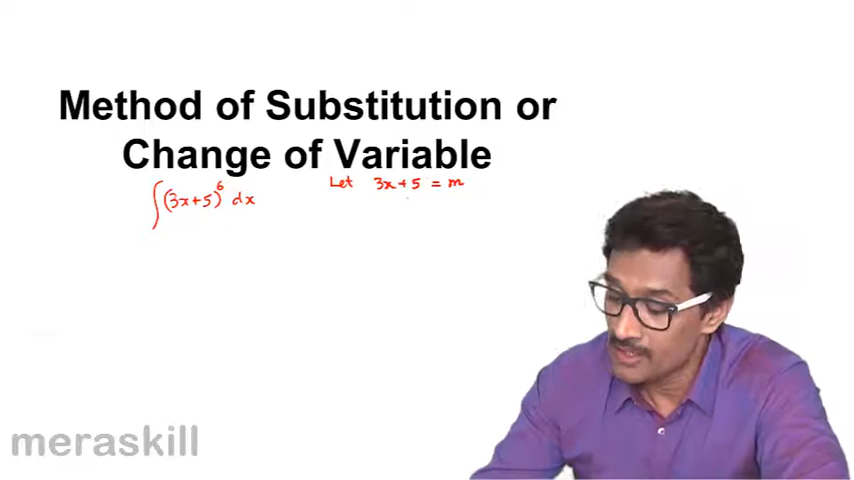 Method of Substitution or
Change of Variable
∫(3x+5)⁶ dx Let 3x+5 = m
meraskill